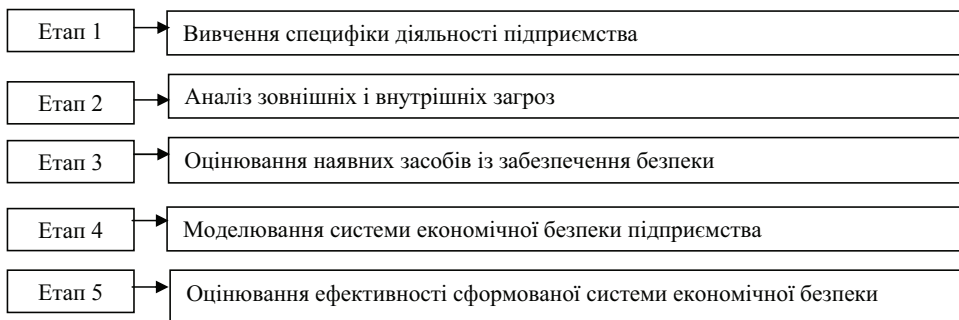 Етап 1 Вивчення специфіки діяльності підприємства
Етап 2 Аналіз зовнішніх і внутрішніх загроз
Етап 3 Оцінювання наявних засобів із забезпечення безпеки
Етап 4 Моделювання системи економічної безпеки підприємства
Етап 5 Оцінювання ефективності сформованої системи економічної безпеки